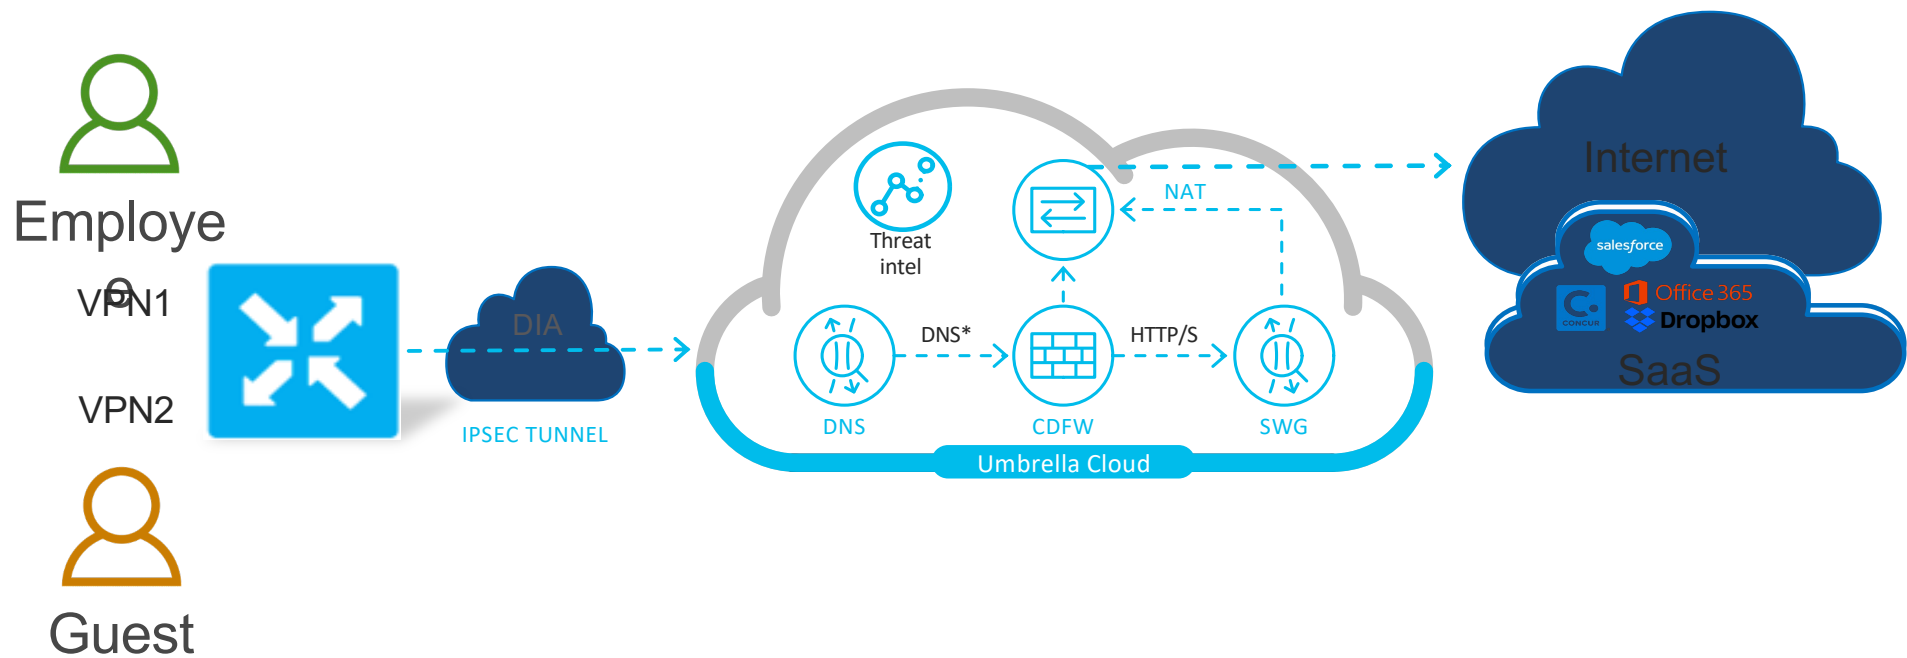 Employe
e
VPN1
VPN2
Guest
DIA
IPSEC TUNNEL
Threat
intel
NAT
DNS*
HTTP/S
DNS
CDFW
SWG
Umbrella Cloud
Internet
salesforce
C.
CONCUR
Office 365
Dropbox
SaaS